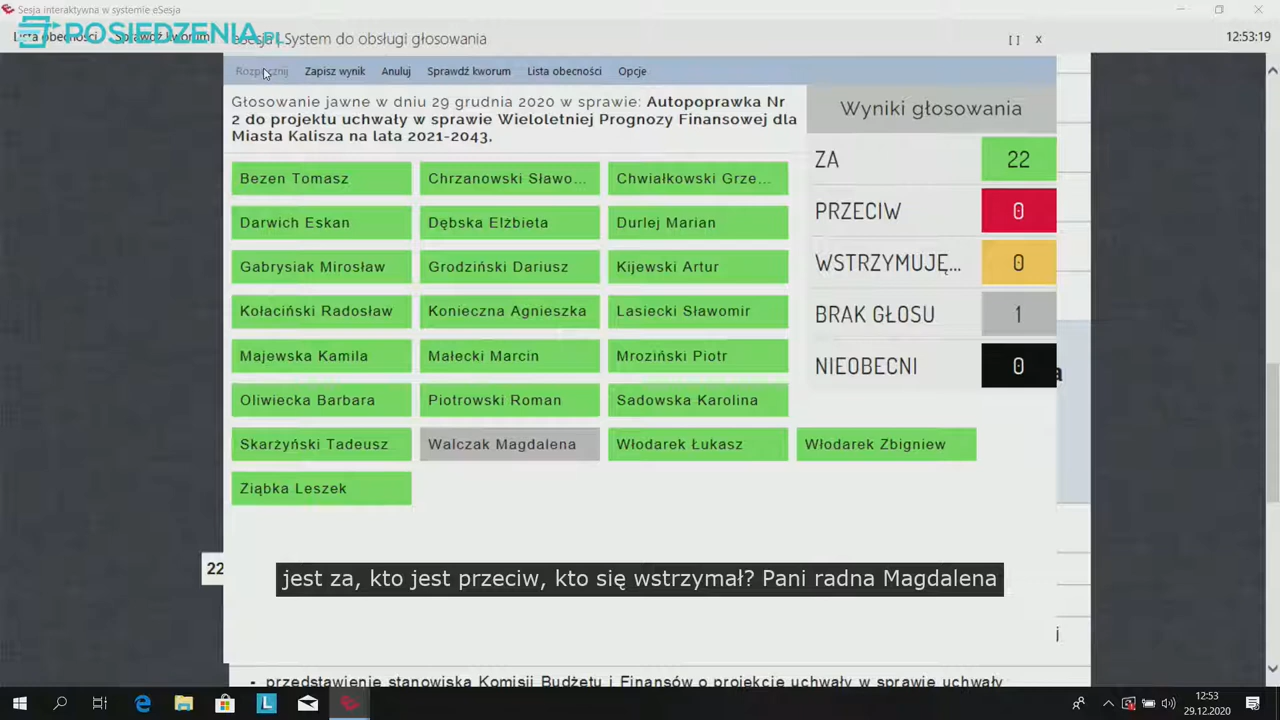 Sesja interaktywna w systemie eSesja
Lista obecności Sprawdź kworum
POSIEDZENIA.PL
eSesja | System do obsługi głosowania
[ ] x
12:53:19
Rozpocznij Zapisz wynik Anuluj Sprawdź kworum Lista obecności Opcje
Głosowanie jawne w dniu 29 grudnia 2020 w sprawie: Autopoprawka Nr
2 do projektu uchwały w sprawie Wieloletniej Prognozy Finansowej dla
Miasta Kalisza na lata 2021-2043.
Wyniki głosowania
ZA 22
PRZECIW 0
WSTRZYMUJĘ... 0
BRAK GŁOSU 1
NIEOBECNI 0
Bezen Tomasz Chrzanowski Sławo... Chwiałkowski Grze...
Darwich Eskan Dębska Elżbieta Durlej Marian
Gabrysiak Mirosław Grodziński Dariusz Kijewski Artur
Kołaciński Radosław Konieczna Agnieszka Lasiecki Sławomir
Majewska Kamila Małecki Marcin Mroziński Piotr
Oliwiecka Barbara Piotrowski Roman Sadowska Karolina
Skarżyński Tadeusz Walczak Magdalena Włodarek Łukasz Włodarek Zbigniew
Ziąbka Leszek
22
jest za, kto jest przeciw, kto się wstrzymał? Pani radna Magdalena
- przedstawienie stanowiska Komisji Budżetu i Finansów o projekcie uchwały w sprawie uchwały
12:53
29.12.2020